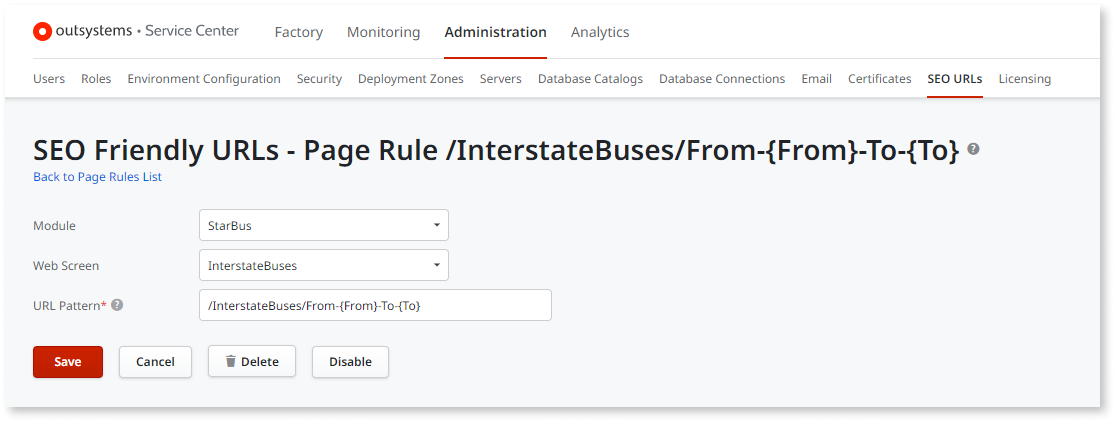 outsystems • Service Center Factory Monitoring Administration Analytics
Users Roles Environment Configuration Security Deployment Zones Servers Database Catalogs Database Connections Email Certificates SEO URLs Licensing
SEO Friendly URLs - Page Rule /InterstateBuses/From-{From}-To-{To} ?
Back to Page Rules List
Module StarBus
Web Screen InterstateBuses
URL Pattern* ? /InterstateBuses/From-{From}-To-{To}
Save Cancel Delete Disable